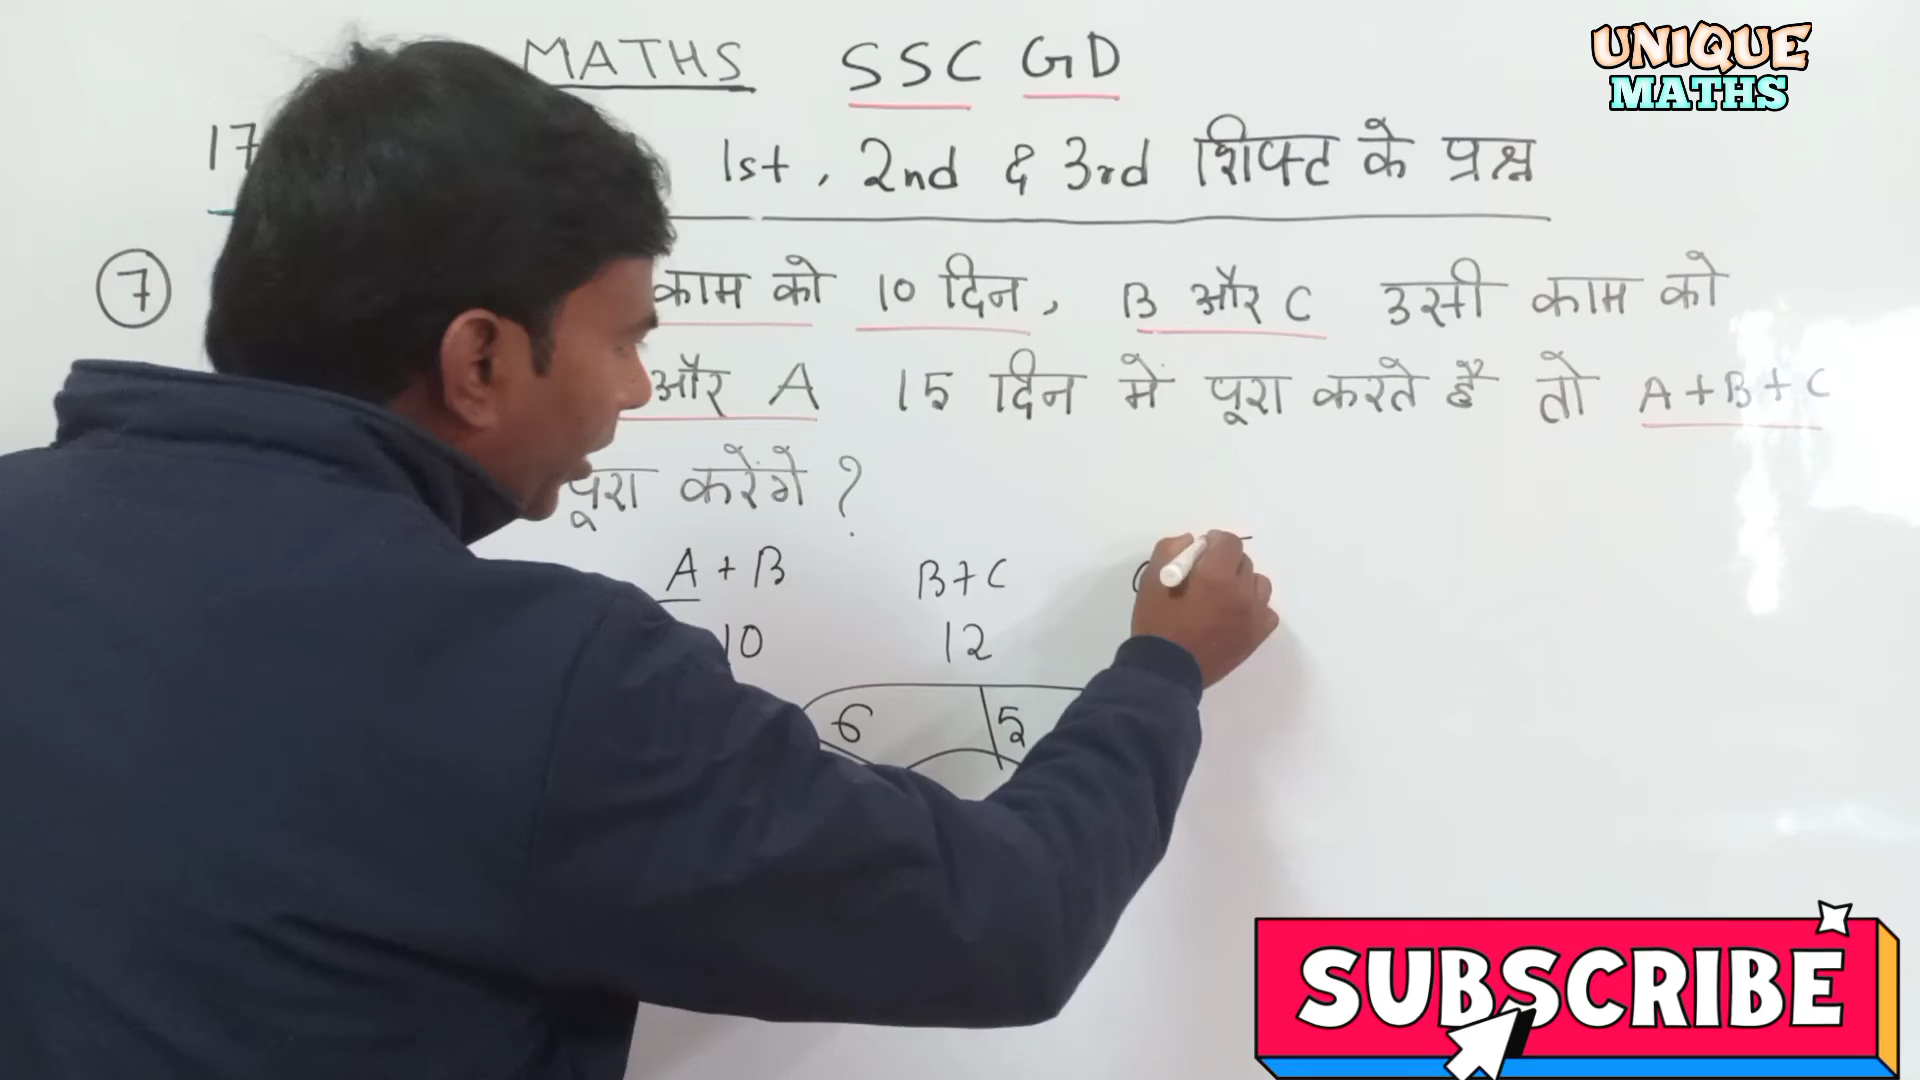 MATHS SSC GD
UNIQUE
MATHS
17 1st, 2nd & 3rd शिफ्ट के प्रश्न
7 काम को 10 दिन, B और C उसी काम को
और A 15 दिन में पूरा करते है तो A+B+C
पूरा करेंगे?
A+B B+C
10 12
6 5
SUBSCRIBE